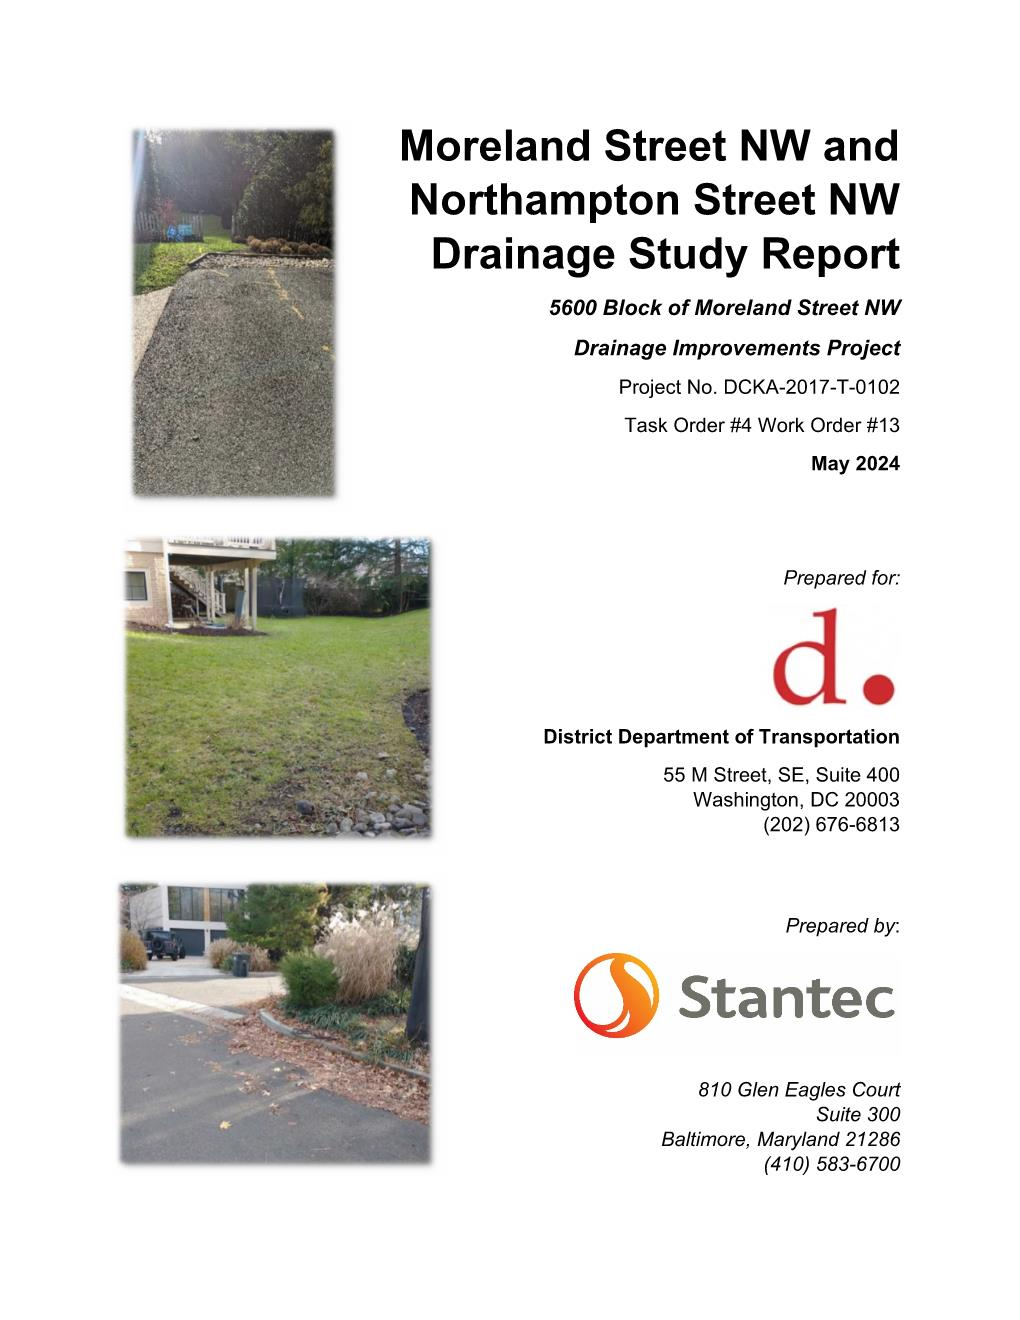 Moreland Street NW and
Northampton Street NW
Drainage Study Report
5600 Block of Moreland Street NW
Drainage Improvements Project
Project No. DCKA-2017-T-0102
Task Order #4 Work Order #13
May 2024
Prepared for:
d.
District Department of Transportation
55 M Street, SE, Suite 400
Washington, DC 20003
(202) 676-6813
Prepared by:
Stantec
810 Glen Eagles Court
Suite 300
Baltimore, Maryland 21286
(410) 583-6700